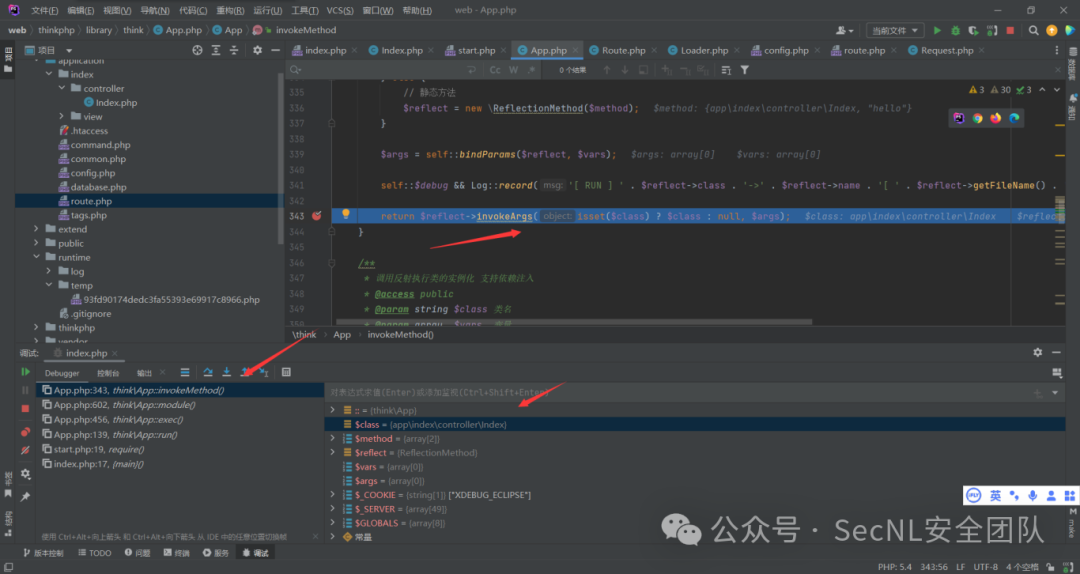 文件(F) 编辑(E) 视图(V) 导航(N) 代码(C) 重构(R) 运行(U) 工具(T) VCS(S) 窗口(W) 帮助(H) web - App.php
web thinkphp library think App.php App invokeMethod 当前文件
项目 index.php Index.php start.php App.php Route.php Loader.php config.php route.php Request.php
application
index
controller
Index.php
view
.htaccess
command.php
common.php
config.php
database.php
route.php
tags.php
extend
public
runtime
log
temp
93fd90174dedc3fa55393e69917c8966.php
.gitignore
thinkphp
vendor
Cc W .* 0 个结果
3 30 3
335 // 静态方法
336 $reflect = new \ReflectionMethod($method); $method: {app\index\controller\Index, "hello"}
337 }
338
339 $args = self::bindParams($reflect, $vars); $args: array[0] $vars: array[0]
340
341 self::$debug && Log::record( msg: '[ RUN ] ' . $reflect->class . '->' . $reflect->name . '[ ' . $reflect->getFileName() .
342
343 return $reflect->invokeArgs( object: isset($class) ? $class : null, $args); $class: app\index\controller\Index
344 }
345
346 /**
347 * 调用反射执行类的实例化 支持依赖注入
348 * @access public
349 * @param string $class 类名
350 * @param array $vars 变量
\think App invokeMethod()
调试: index.php
Debugger 控制台 输出
App.php:343, think\App::invokeMethod()
App.php:602, think\App::module()
App.php:456, think\App::exec()
App.php:139, think\App::run()
start.php:19, require()
index.php:17, {main}()
对表达式求值(Enter)或添加监视(Ctrl+Shift+Enter)
:: = {think\App}
$class = {app\index\controller\Index}
$method = {array[2]}
$reflect = {ReflectionMethod}
$vars = {array[0]}
$args = {array[0]}
$_COOKIE = {string[1]} ["XDEBUG_ECLIPSE"]
$_SERVER = {array[49]}
$GLOBALS = {array[8]}
常量
使用 Ctrl+Alt+向上箭头 和 Ctrl+Alt+向下箭头 从 IDE 中的任意位置切换帧
iFLY 英
公众号 · SecNL安全团队
版本控制 TODO 问题 终端 服务 调试
PHP: 5.4 343:56 LF UTF-8 4 个空格